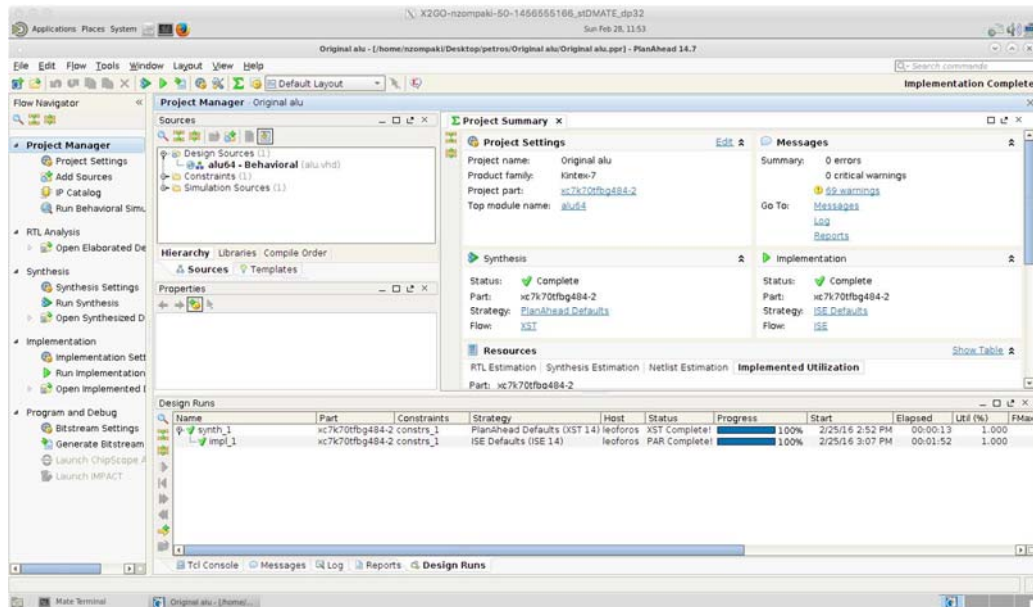 X2GO-nzompaki-50-1456555166_stDMATE_dp32
Applications Places System
Sun Feb 28, 11:53
Original alu - [/home/nzompaki/Desktop/petros/Original alu/Original alu.ppr] - PlanAhead 14.7
File Edit Flow Tools Window Layout View Help
Search commands
Default Layout
Implementation Complete
Flow Navigator
Project Manager
Project Settings
Add Sources
IP Catalog
Run Behavioral Simu
RTL Analysis
Open Elaborated De
Synthesis
Synthesis Settings
Run Synthesis
Open Synthesized D
Implementation
Implementation Sett
Run Implementation
Open Implemented
Program and Debug
Bitstream Settings
Generate Bitstream
Launch ChipScope A
Launch iMPACT
Project Manager - Original alu
Sources
Design Sources (1)
alu64 - Behavioral (alu.vhd)
Constraints (1)
Simulation Sources (1)
Hierarchy Libraries Compile Order
Sources Templates
Properties
Σ Project Summary ×
Project Settings Edit
Project name: Original alu
Product family: Kintex-7
Project part: xc7k70tfbg484-2
Top module name: alu64
Messages
Summary: 0 errors
0 critical warnings
69 warnings
Go To: Messages
Log
Reports
Synthesis
Status: Complete
Part: xc7k70tfbg484-2
Strategy: PlanAhead Defaults
Flow: XST
Implementation
Status: Complete
Part: xc7k70tfbg484-2
Strategy: ISE Defaults
Flow: ISE
Resources Show Table
RTL Estimation Synthesis Estimation Netlist Estimation Implemented Utilization
Part: xc7k70tfbg484-2
Design Runs
Name Part Constraints Strategy Host Status Progress Start Elapsed Util (%) FMax
synth_1 xc7k70tfbg484-2 constrs_1 PlanAhead Defaults (XST 14) leoforos XST Complete! 100% 2/25/16 2:52 PM 00:00:13 1.000
impl_1 xc7k70tfbg484-2 constrs_1 ISE Defaults (ISE 14) leoforos PAR Complete! 100% 2/25/16 3:07 PM 00:01:52 1.000
Tcl Console Messages Log Reports Design Runs
Mate Terminal
Original alu - [/home/...